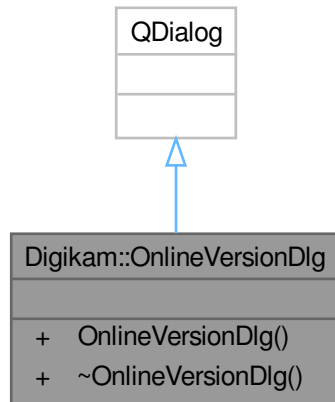 QDialog
Digikam::OnlineVersionDlg
+ OnlineVersionDlg()
+ ~OnlineVersionDlg()